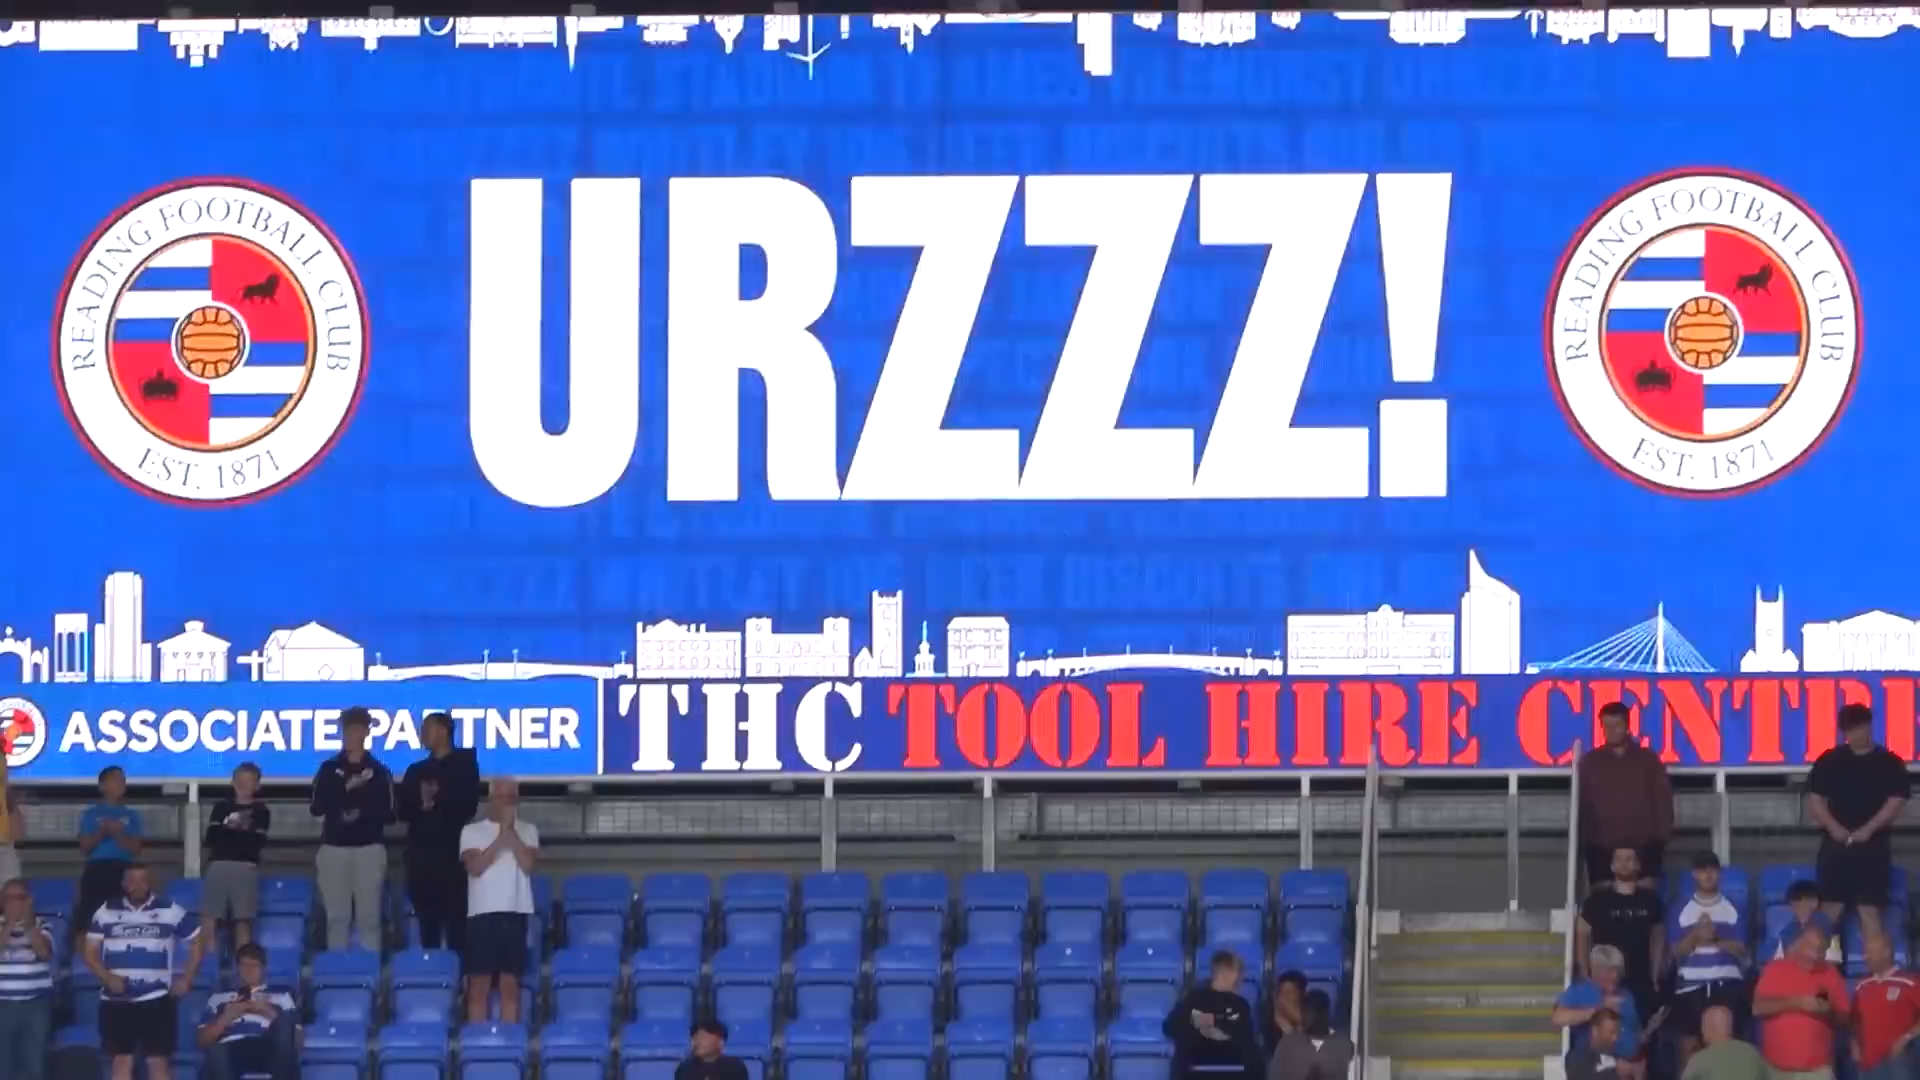 READING FOOTBALL CLUB
EST. 1871
URZZZ!
READING FOOTBALL CLUB
EST. 1871
ASSOCIATE PARTNER
THC TOOL HIRE CENTRE